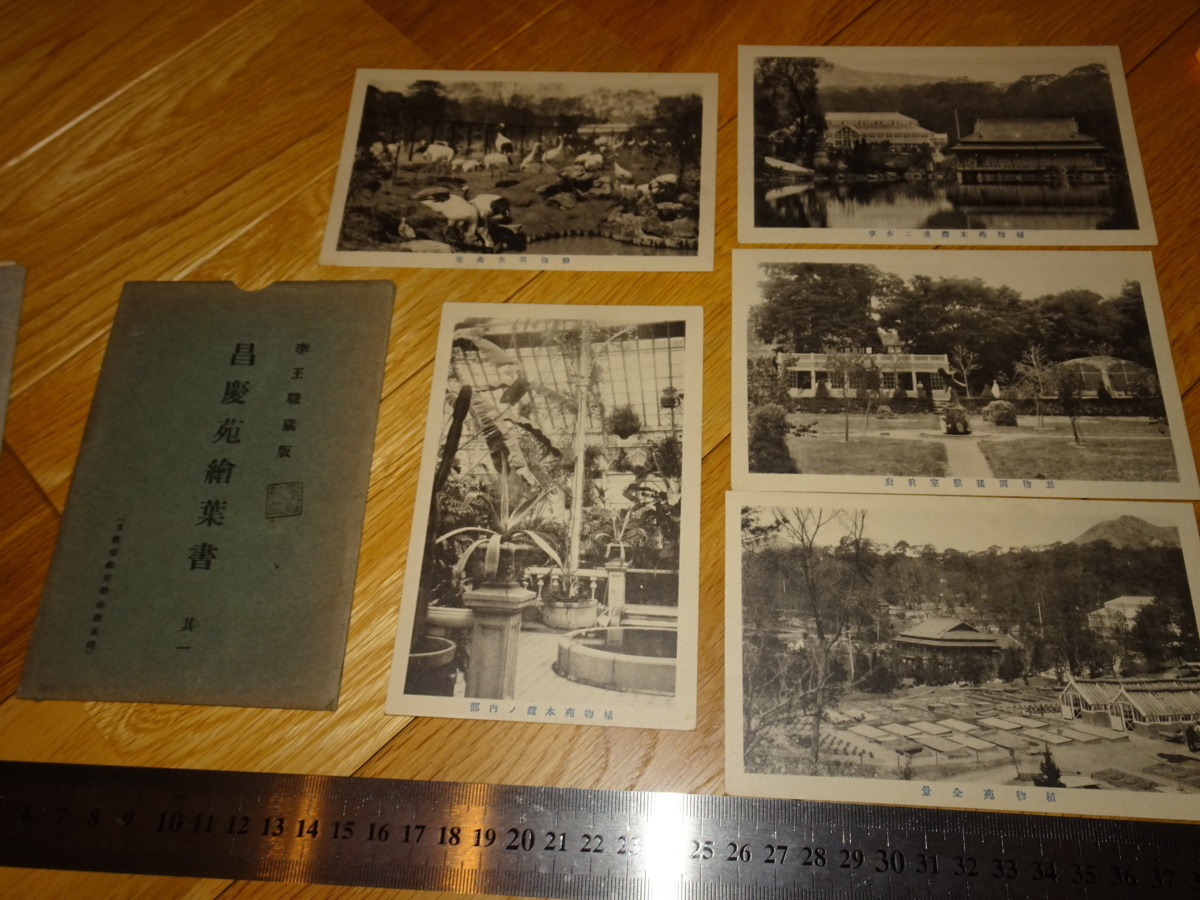 李王職蔵版
昌慶苑繪葉書 其一
動物園水禽室
植物苑本館並ニ水亭
動物園猛獣室前庭
植物苑本館ノ内部
植物苑全景
6 7 8 9 10 11 12 13 14 15 16 17 18 19 20 21 22 23 25 26 27 28 29 30 31 32 33 34 35 36 37